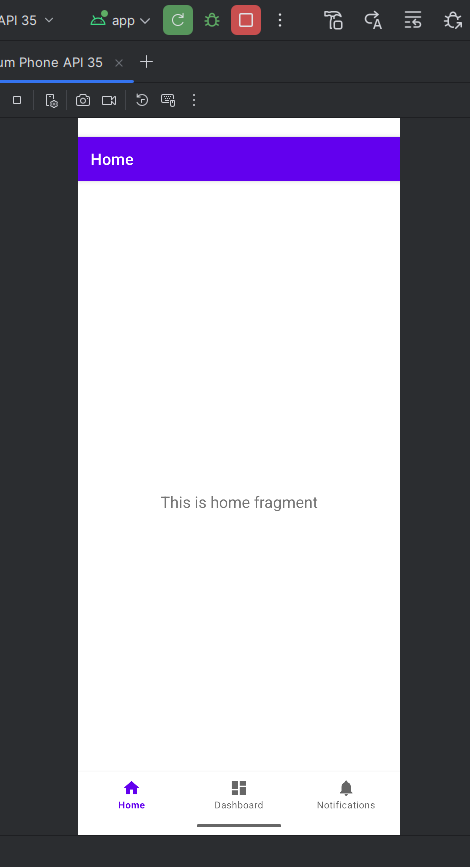 API 35
app
um Phone API 35
Home
This is home fragment
Home
Dashboard
Notifications